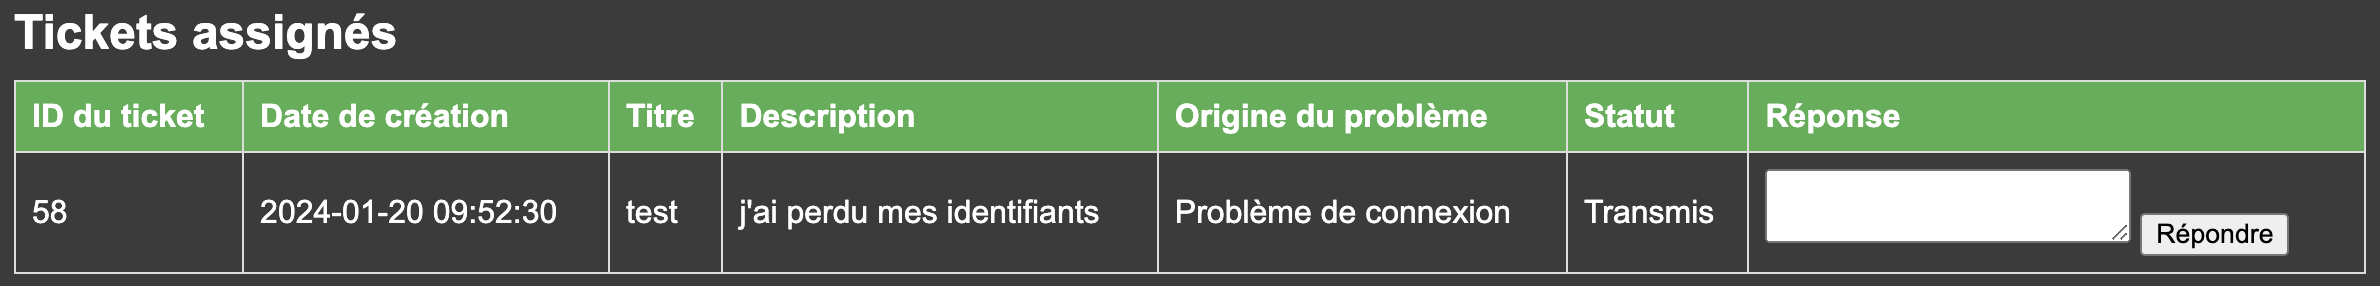 Tickets assignés
ID du ticket Date de création Titre Description Origine du problème Statut Réponse
58 2024-01-20 09:52:30 test j'ai perdu mes identifiants Problème de connexion Transmis Répondre